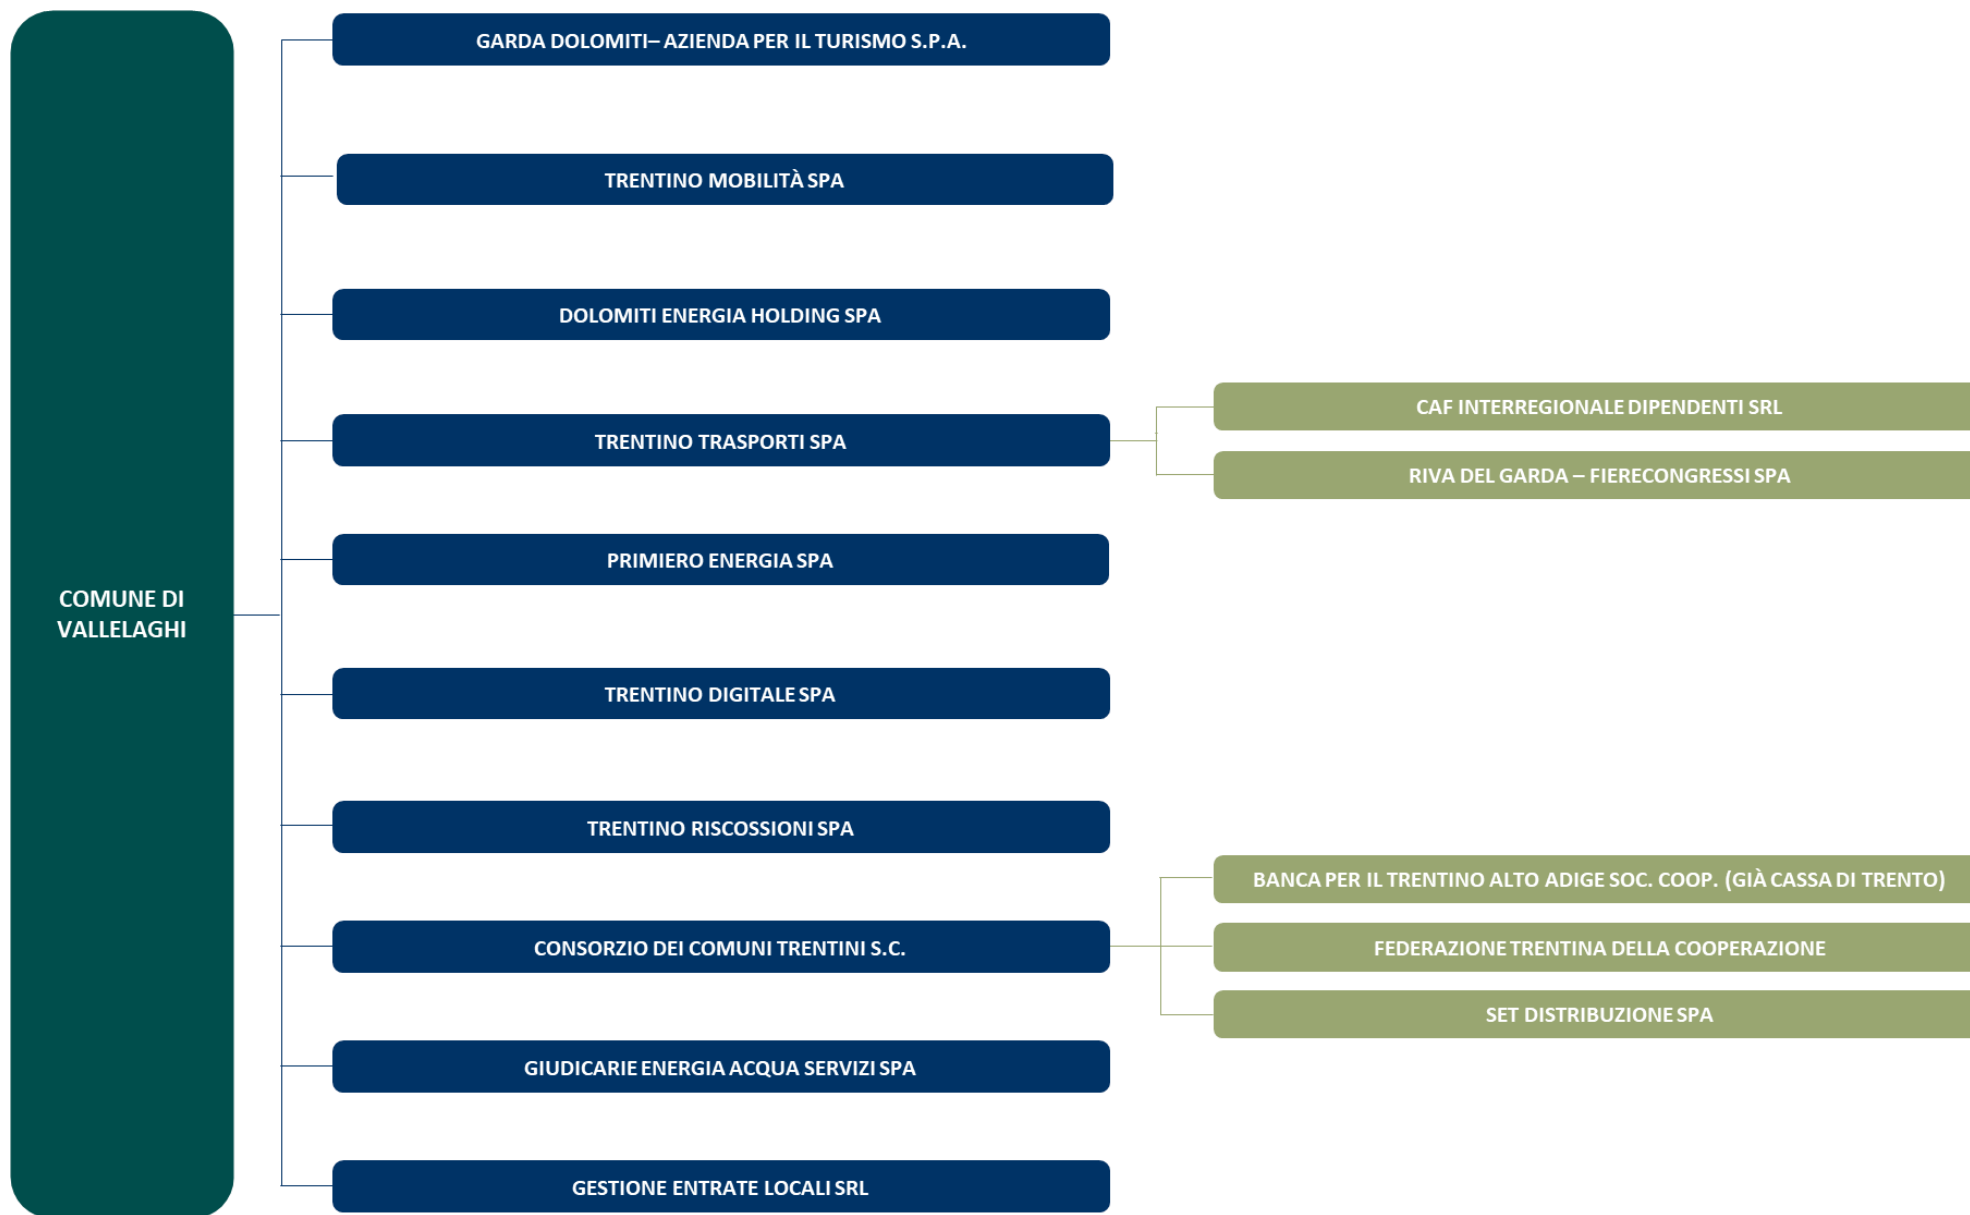 COMUNE DI
VALLELAGHI
GARDA DOLOMITI– AZIENDA PER IL TURISMO S.P.A.
TRENTINO MOBILITÀ SPA
DOLOMITI ENERGIA HOLDING SPA
TRENTINO TRASPORTI SPA
CAF INTERREGIONALE DIPENDENTI SRL
RIVA DEL GARDA – FIERECONGRESSI SPA
PRIMIERO ENERGIA SPA
TRENTINO DIGITALE SPA
TRENTINO RISCOSSIONI SPA
CONSORZIO DEI COMUNI TRENTINI S.C.
BANCA PER IL TRENTINO ALTO ADIGE SOC. COOP. (GIÀ CASSA DI TRENTO)
FEDERAZIONE TRENTINA DELLA COOPERAZIONE
SET DISTRIBUZIONE SPA
GIUDICARIE ENERGIA ACQUA SERVIZI SPA
GESTIONE ENTRATE LOCALI SRL